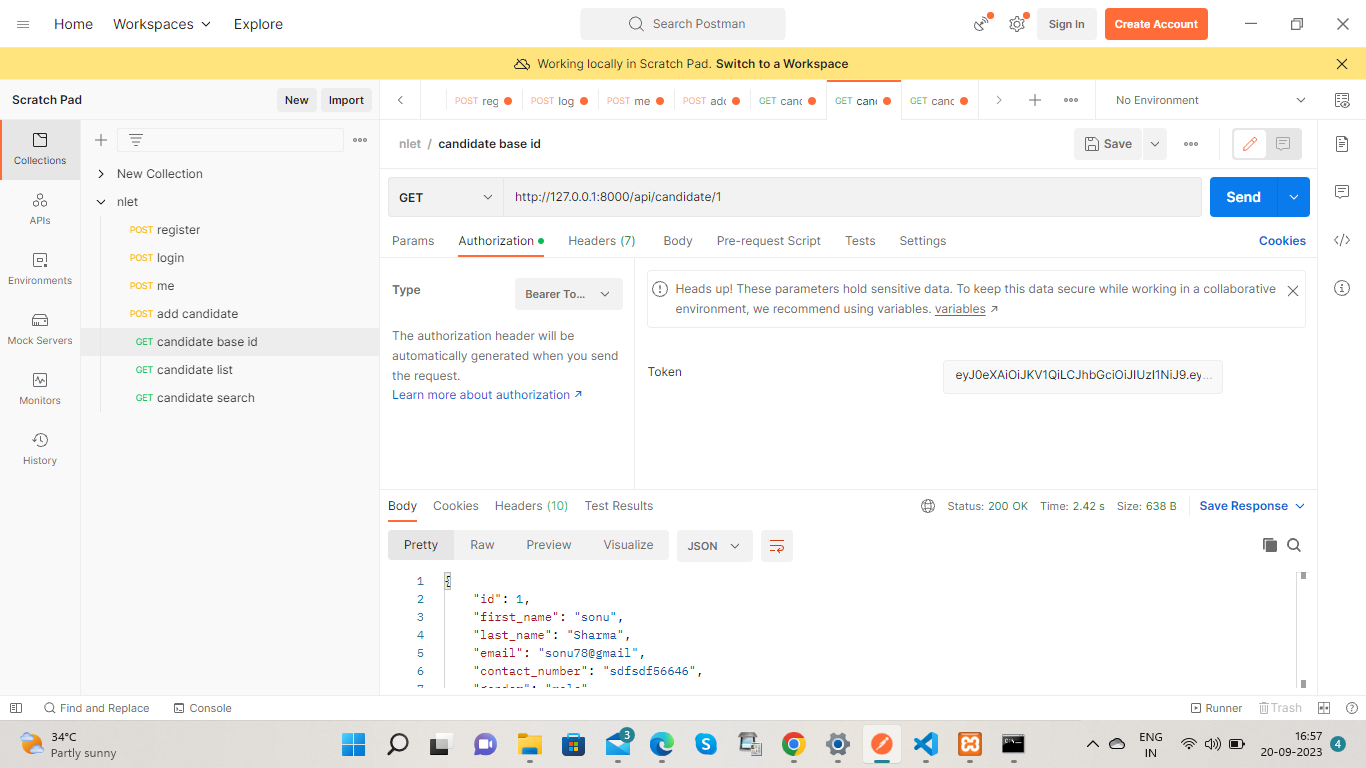 Home Workspaces Explore Search Postman Sign In Create Account
Working locally in Scratch Pad. Switch to a Workspace
Scratch Pad New Import
POST reg POST log POST me POST add GET canc GET can GET canc No Environment
Collections
APIs
Environments
Mock Servers
Monitors
History
New Collection
nlet
POST register
POST login
POST me
POST add candidate
GET candidate base id
GET candidate list
GET candidate search
nlet / candidate base id Save
GET http://127.0.0.1:8000/api/candidate/1 Send
Params Authorization Headers (7) Body Pre-request Script Tests Settings Cookies
Type Bearer To...
The authorization header will be
automatically generated when you send
the request.
Learn more about authorization ↗
Heads up! These parameters hold sensitive data. To keep this data secure while working in a collaborative
environment, we recommend using variables. variables ↗
Token eyJ0eXAiOiJKV1QiLCJhbGciOiJIUzI1NiJ9.ey...
Body Cookies Headers (10) Test Results Status: 200 OK Time: 2.42 s Size: 638 B Save Response
Pretty Raw Preview Visualize JSON
1 {
2 "id": 1,
3 "first_name": "sonu",
4 "last_name": "Sharma",
5 "email": "sonu78@gmail",
6 "contact_number": "sdfsdf56646",
Find and Replace Console Runner Trash
34°C
Partly sunny
3
ENG
IN
16:57
20-09-2023
4